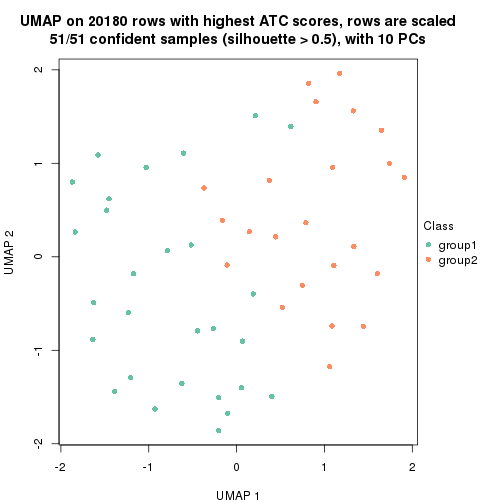 UMAP on 20180 rows with highest ATC scores, rows are scaled
51/51 confident samples (silhouette > 0.5), with 10 PCs
2
1
0
-1
-2
UMAP 2
-2
-1
0
1
2
UMAP 1
Class
group1
group2